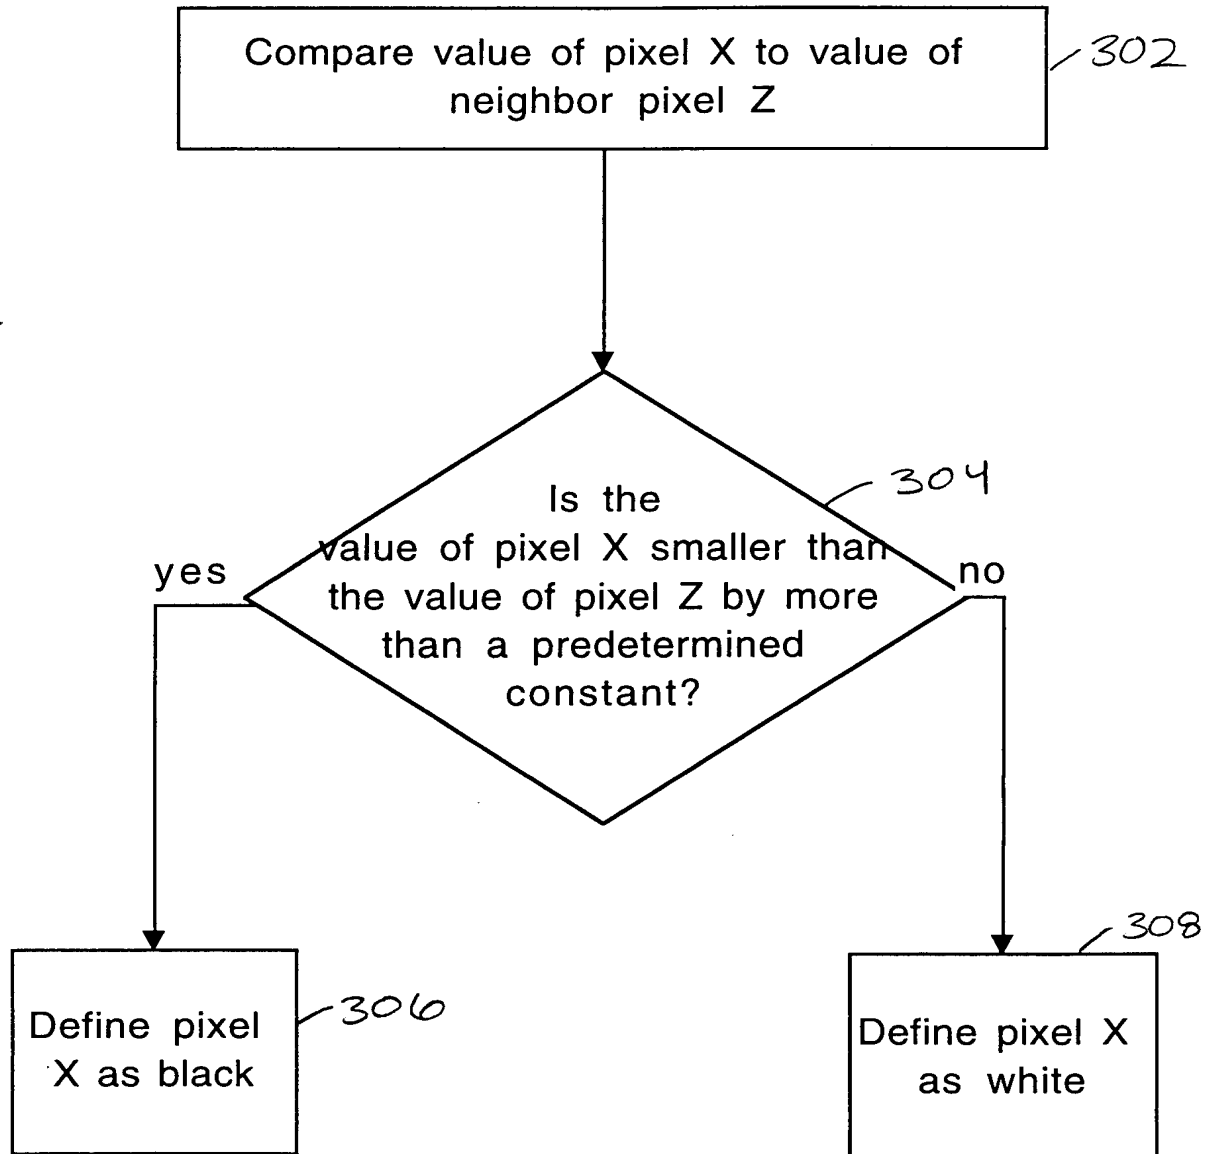 Compare value of pixel X to value of
neighbor pixel Z
302
304
Is the
value of pixel X smaller than
the value of pixel Z by more
than a predetermined
constant?
yes
no
306
Define pixel
X as black
308
Define pixel X
as white